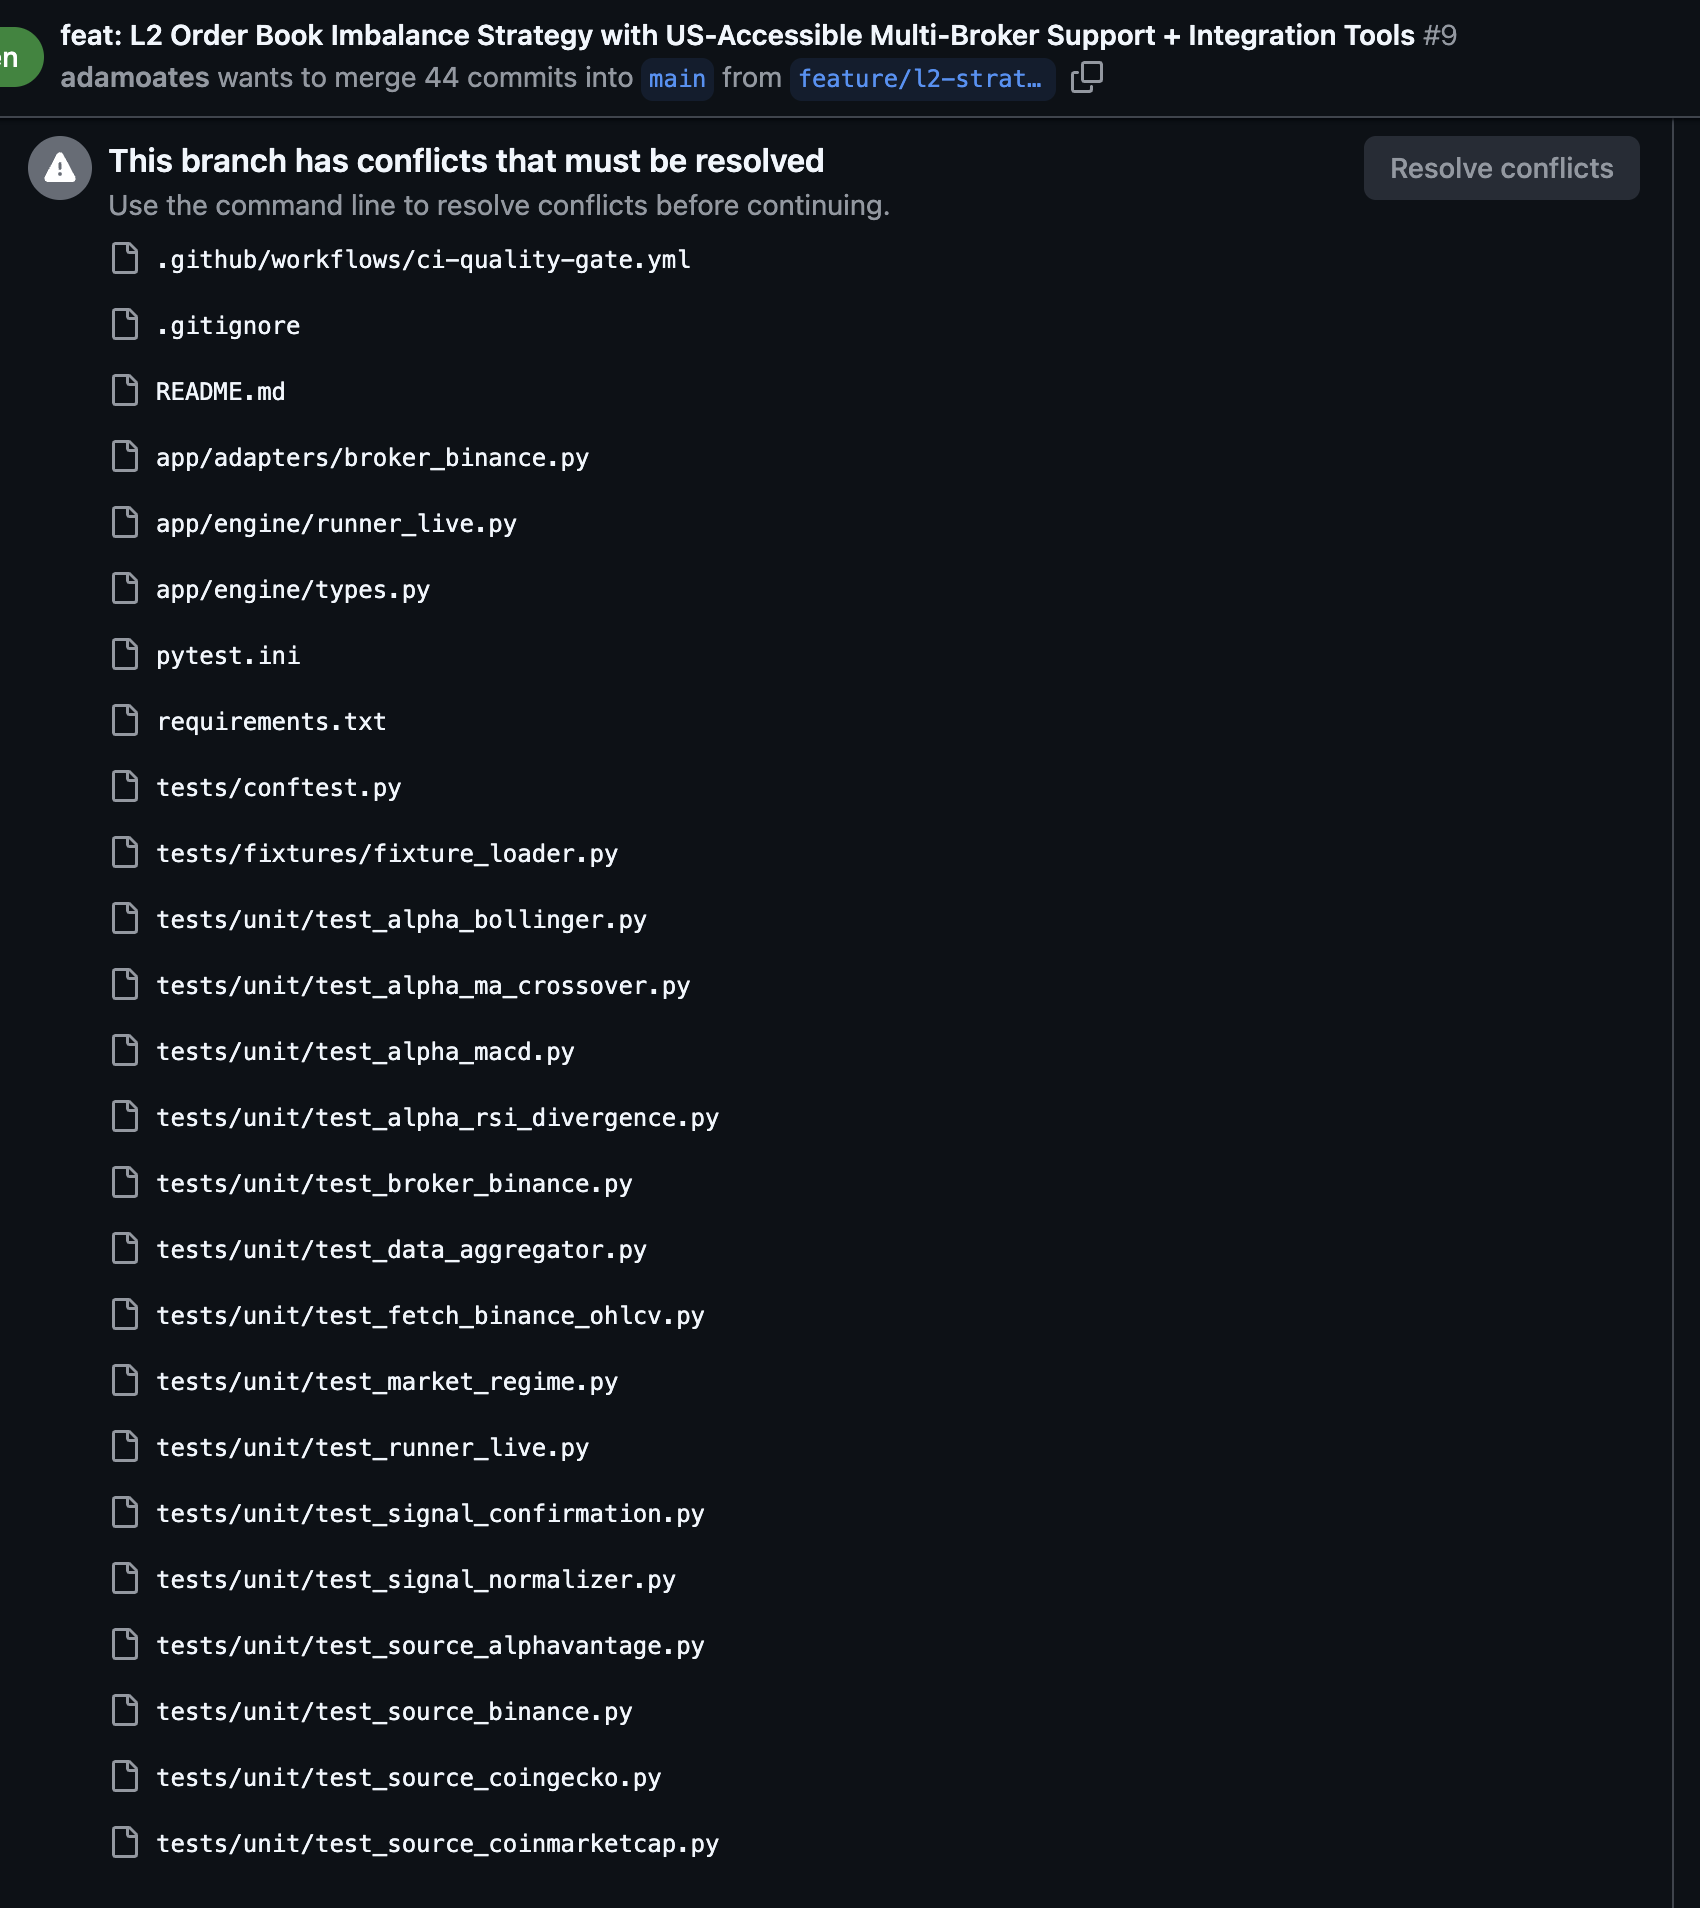 en
feat: L2 Order Book Imbalance Strategy with US-Accessible Multi-Broker Support + Integration Tools #9
adamoates wants to merge 44 commits into main from feature/l2-strat…
This branch has conflicts that must be resolved
Resolve conflicts
Use the command line to resolve conflicts before continuing.
.github/workflows/ci-quality-gate.yml
.gitignore
README.md
app/adapters/broker_binance.py
app/engine/runner_live.py
app/engine/types.py
pytest.ini
requirements.txt
tests/conftest.py
tests/fixtures/fixture_loader.py
tests/unit/test_alpha_bollinger.py
tests/unit/test_alpha_ma_crossover.py
tests/unit/test_alpha_macd.py
tests/unit/test_alpha_rsi_divergence.py
tests/unit/test_broker_binance.py
tests/unit/test_data_aggregator.py
tests/unit/test_fetch_binance_ohlcv.py
tests/unit/test_market_regime.py
tests/unit/test_runner_live.py
tests/unit/test_signal_confirmation.py
tests/unit/test_signal_normalizer.py
tests/unit/test_source_alphavantage.py
tests/unit/test_source_binance.py
tests/unit/test_source_coingecko.py
tests/unit/test_source_coinmarketcap.py